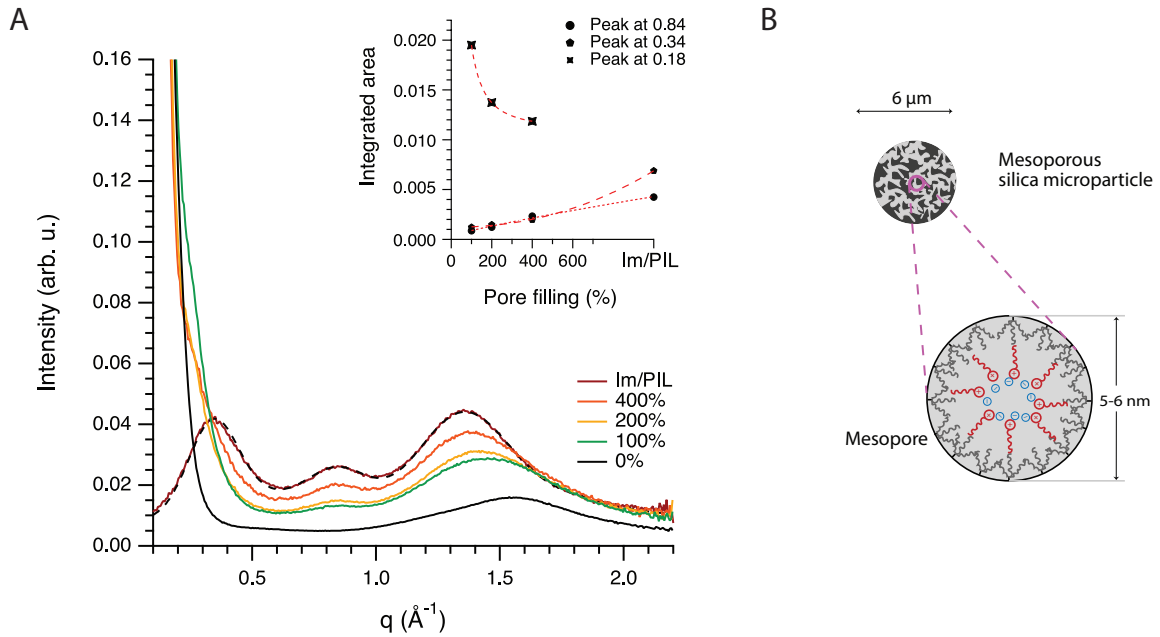 A
0.16
0.14
0.12
0.10
0.08
0.06
0.04
0.02
0.00
Intensity (arb. u.)
0.5
1.0
1.5
2.0
q (Å⁻¹)
0.020
0.015
0.010
0.005
0.000
Integrated area
0
200
400
600
Im/PIL
Pore filling (%)
Peak at 0.84
Peak at 0.34
Peak at 0.18
Im/PIL
400%
200%
100%
0%
B
6 μm
Mesoporous
silica microparticle
5-6 nm
Mesopore